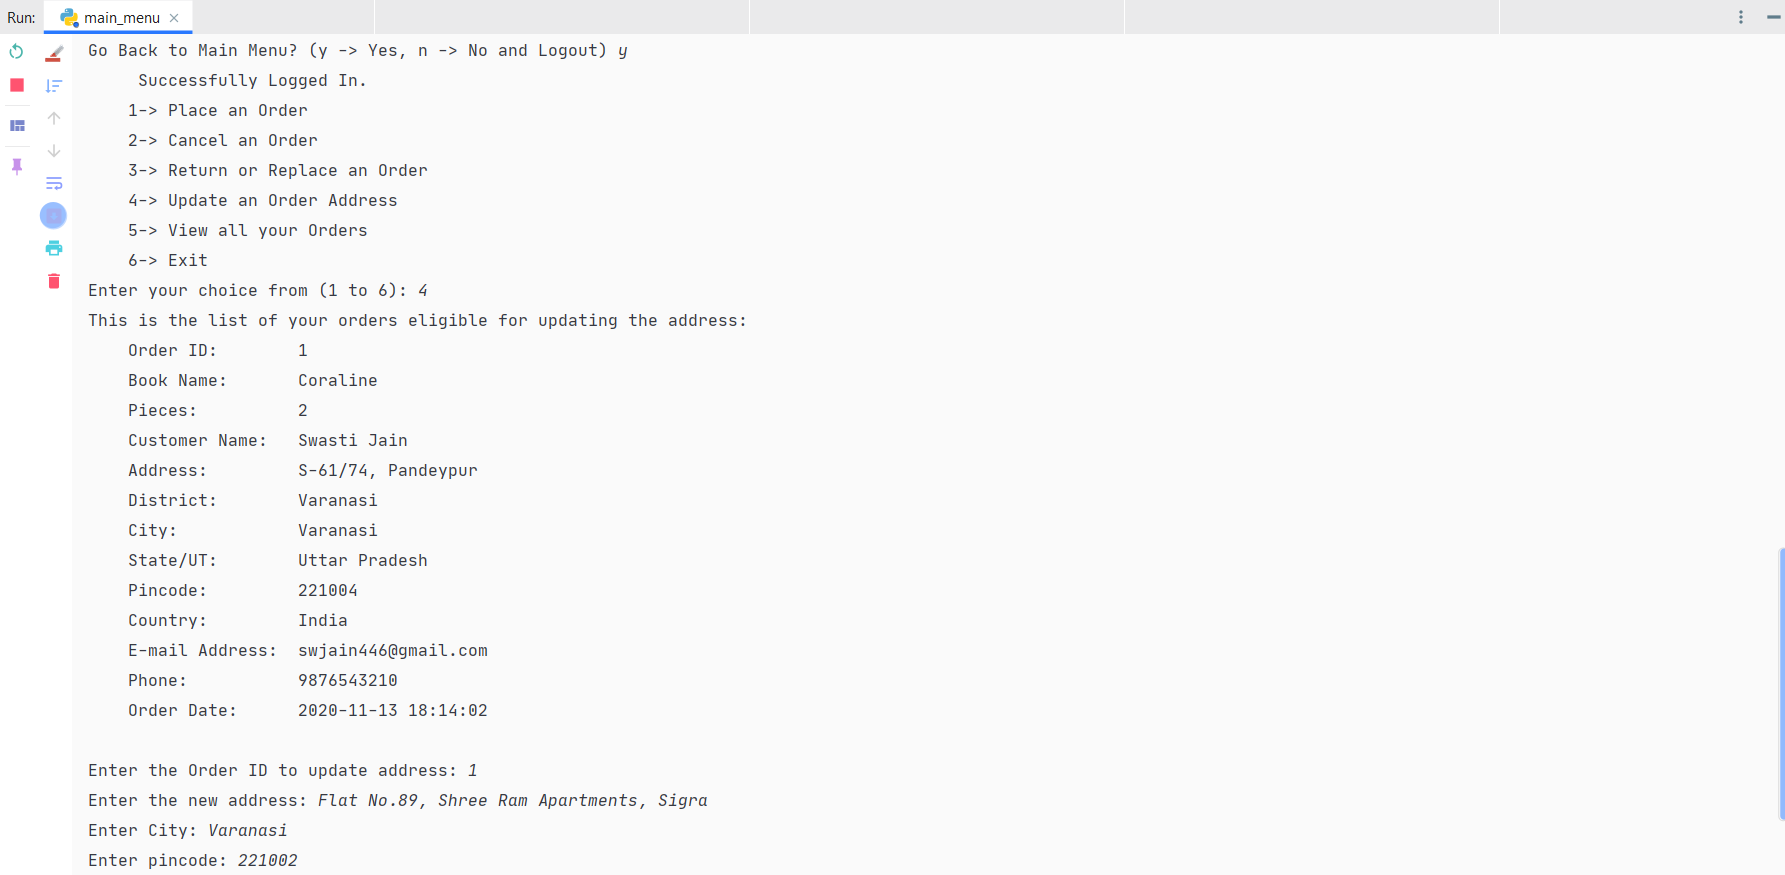 Run: main_menu ×
Go Back to Main Menu? (y -> Yes, n -> No and Logout) y
Successfully Logged In.
1-> Place an Order
2-> Cancel an Order
3-> Return or Replace an Order
4-> Update an Order Address
5-> View all your Orders
6-> Exit
Enter your choice from (1 to 6): 4
This is the list of your orders eligible for updating the address:
Order ID: 1
Book Name: Coraline
Pieces: 2
Customer Name: Swasti Jain
Address: S-61/74, Pandeypur
District: Varanasi
City: Varanasi
State/UT: Uttar Pradesh
Pincode: 221004
Country: India
E-mail Address: swjain446@gmail.com
Phone: 9876543210
Order Date: 2020-11-13 18:14:02
Enter the Order ID to update address: 1
Enter the new address: Flat No.89, Shree Ram Apartments, Sigra
Enter City: Varanasi
Enter pincode: 221002